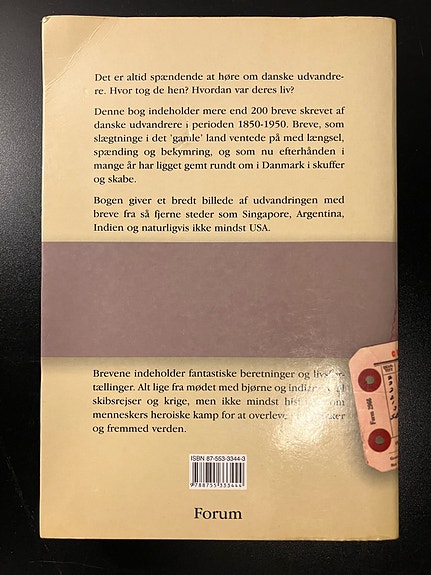 Det er altid spændende at høre om danske udvandre-
re. Hvor tog de hen? Hvordan var deres liv?
Denne bog indeholder mere end 200 breve skrevet af
danske udvandrere i perioden 1850-1950. Breve, som
slægtninge i det 'gamle' land ventede på med længsel,
spænding og bekymring, og som nu efterhånden i
mange år har ligget gemt rundt om i Danmark i skuffer
og skabe.
Bogen giver et bredt billede af udvandringen med
breve fra så fjerne steder som Singapore, Argentina,
Indien og naturligvis ikke mindst USA.
Brevene indeholder fantastiske beretninger og
tællinger. Alt lige fra mødet med bjørne og
skibsrejser og krige, men ikke mindst
menneskers heroiske kamp for at overleve
og fremmed verden.
Form 2966
ISBN 87-553-3344-3
9 788755 333444
Forum